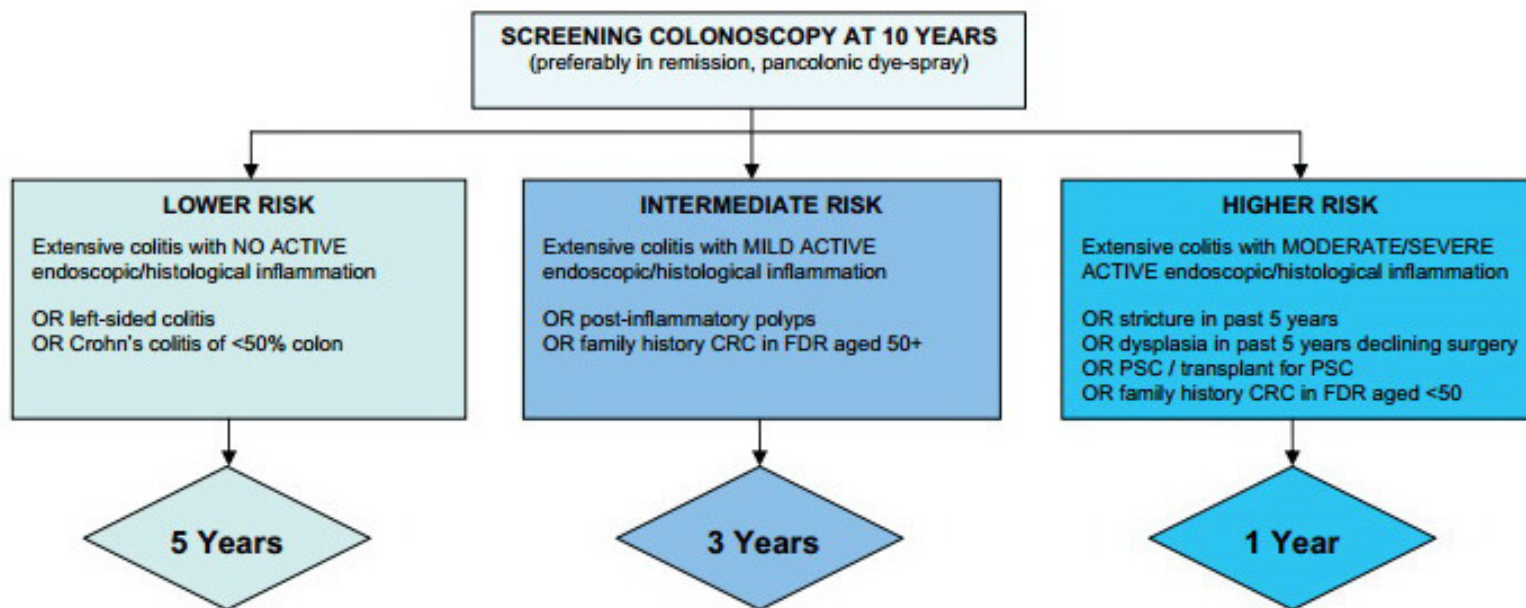 SCREENING COLONOSCOPY AT 10 YEARS
(preferably in remission, pancolonic dye-spray)
LOWER RISK
Extensive colitis with NO ACTIVE
endoscopic/histological inflammation
OR left-sided colitis
OR Crohn's colitis of <50% colon
5 Years
INTERMEDIATE RISK
Extensive colitis with MILD ACTIVE
endoscopic/histological inflammation
OR post-inflammatory polyps
OR family history CRC in FDR aged 50+
3 Years
HIGHER RISK
Extensive colitis with MODERATE/SEVERE
ACTIVE endoscopic/histological inflammation
OR stricture in past 5 years
OR dysplasia in past 5 years declining surgery
OR PSC / transplant for PSC
OR family history CRC in FDR aged <50
1 Year